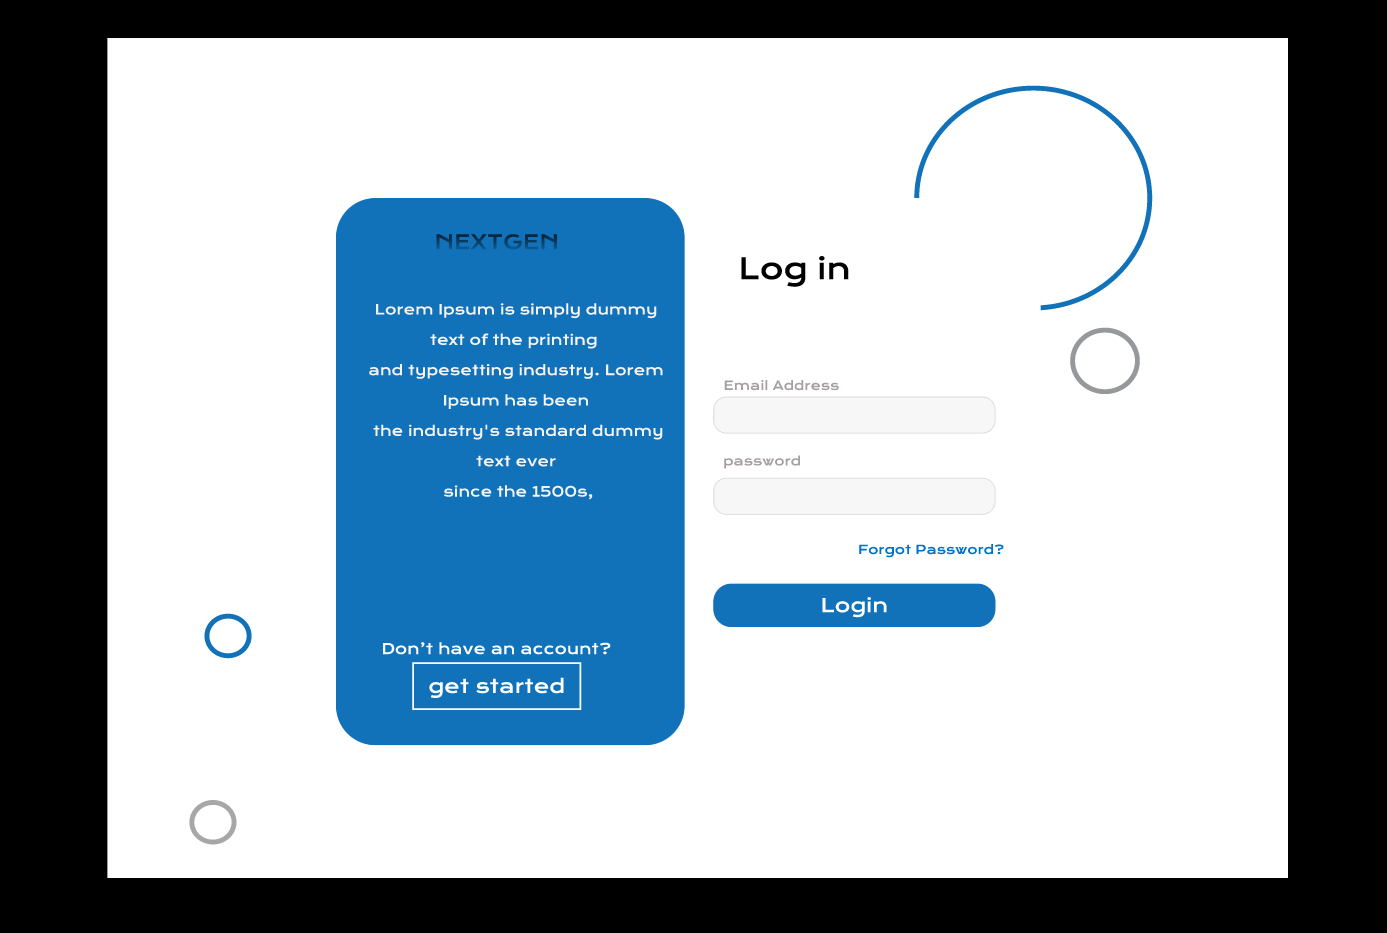 NEXTGEN
Lorem Ipsum is simply dummy
text of the printing
and typesetting industry. Lorem
Ipsum has been
the industry's standard dummy
text ever
since the 1500s,
Don’t have an account?
get started
Log in
Email Address
password
Forgot Password?
Login